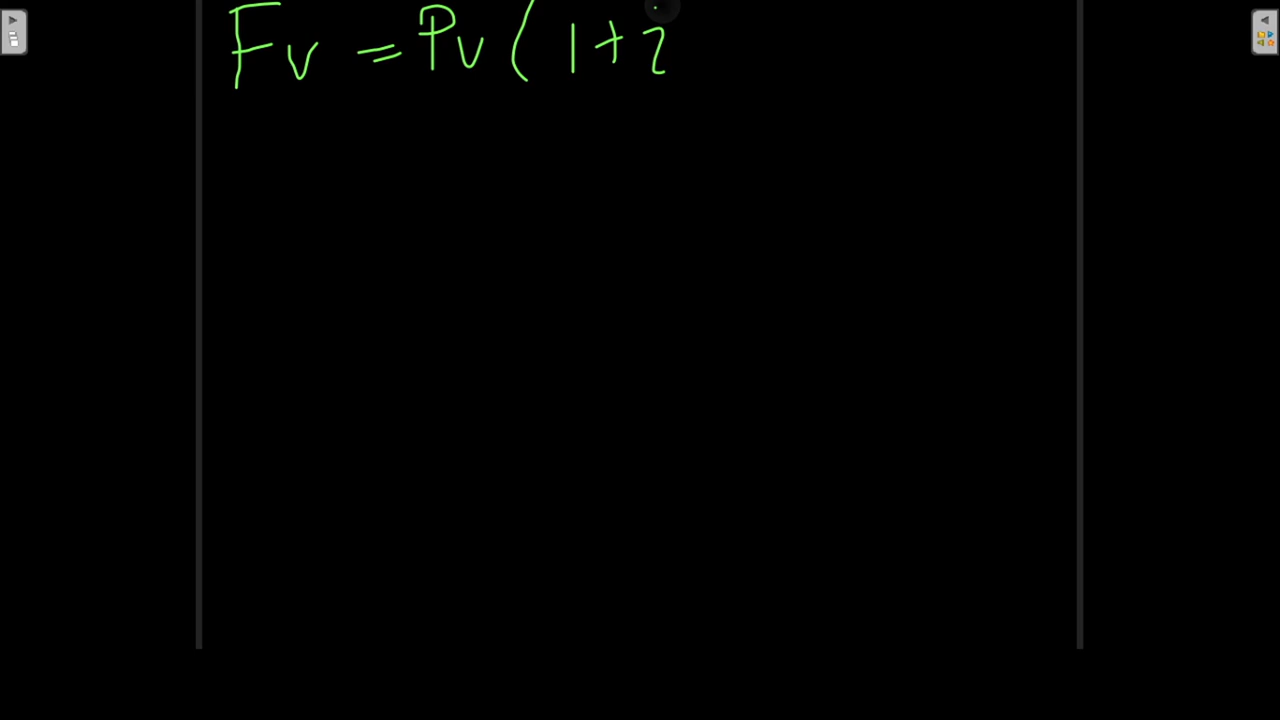 Fv = Pv ( 1 + i